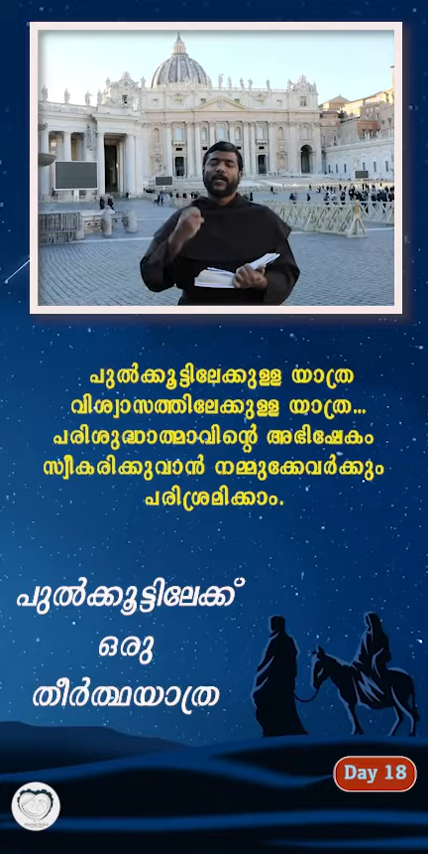 പുൽക്കൂട്ടിലേക്കുള്ള യാത്ര
വിശ്വാസത്തിലേക്കുള്ള യാത്ര...
പരിശുദ്ധാത്മാവിന്റെ അഭിഷേകം
സ്വീകരിക്കുവാൻ നമ്മുക്കേവർക്കും
പരിശ്രമിക്കാം.
പുൽക്കൂട്ടിലേക്ക്
ഒരു
തീർത്ഥയാത്ര
Day 18